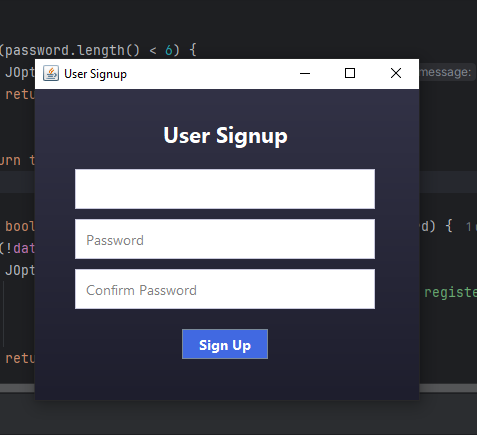 (password.length() < 6) {
JOpt
message:
User Signup
retu
User Signup
urn t
Password
bool
d) {
(!dat
JOpt
Confirm Password
registe
Sign Up
retu